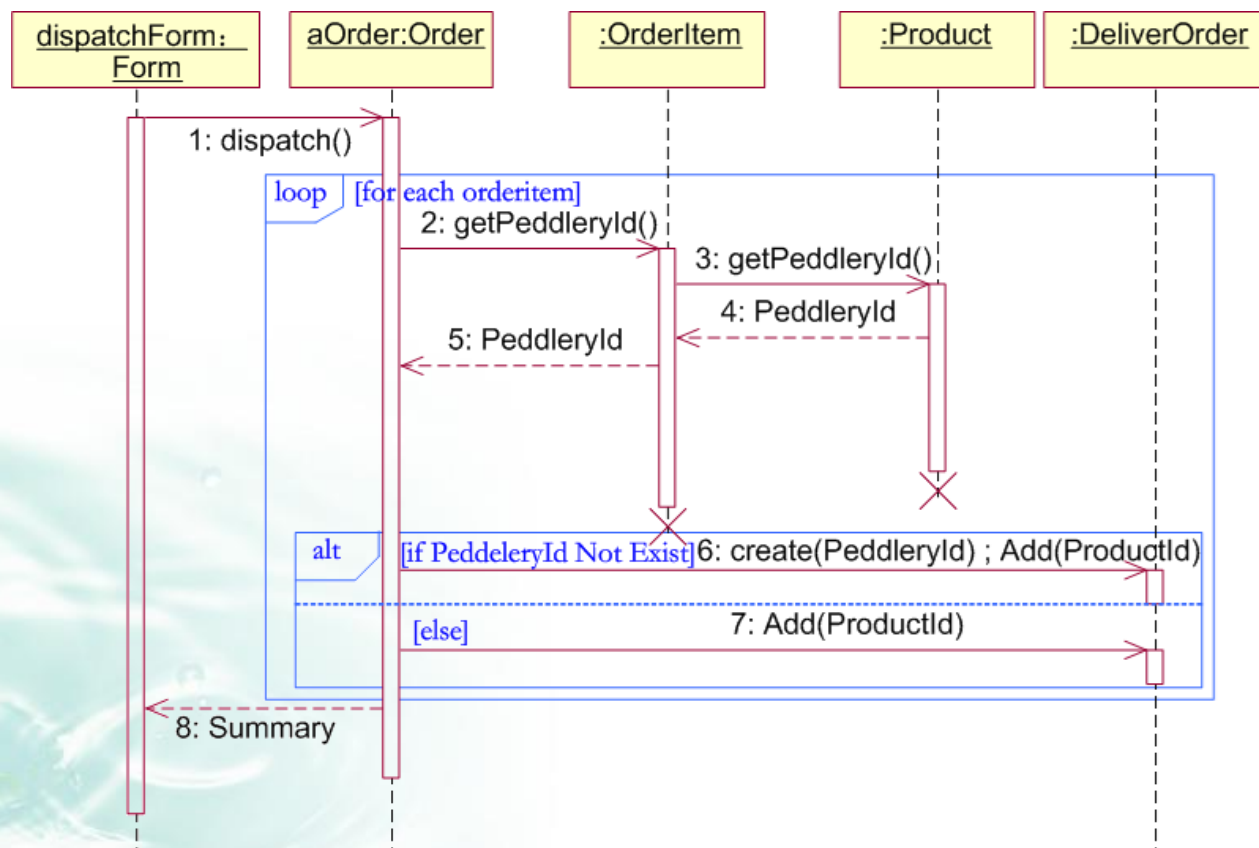 dispatchForm：
Form
aOrder:Order
:OrderItem
:Product
:DeliverOrder
1: dispatch()
loop
[for each orderitem]
2: getPeddleryId()
3: getPeddleryId()
4: PeddleryId
5: PeddleryId
alt
[if PeddeleryId Not Exist]
6: create(PeddleryId) ; Add(ProductId)
[else]
7: Add(ProductId)
8: Summary